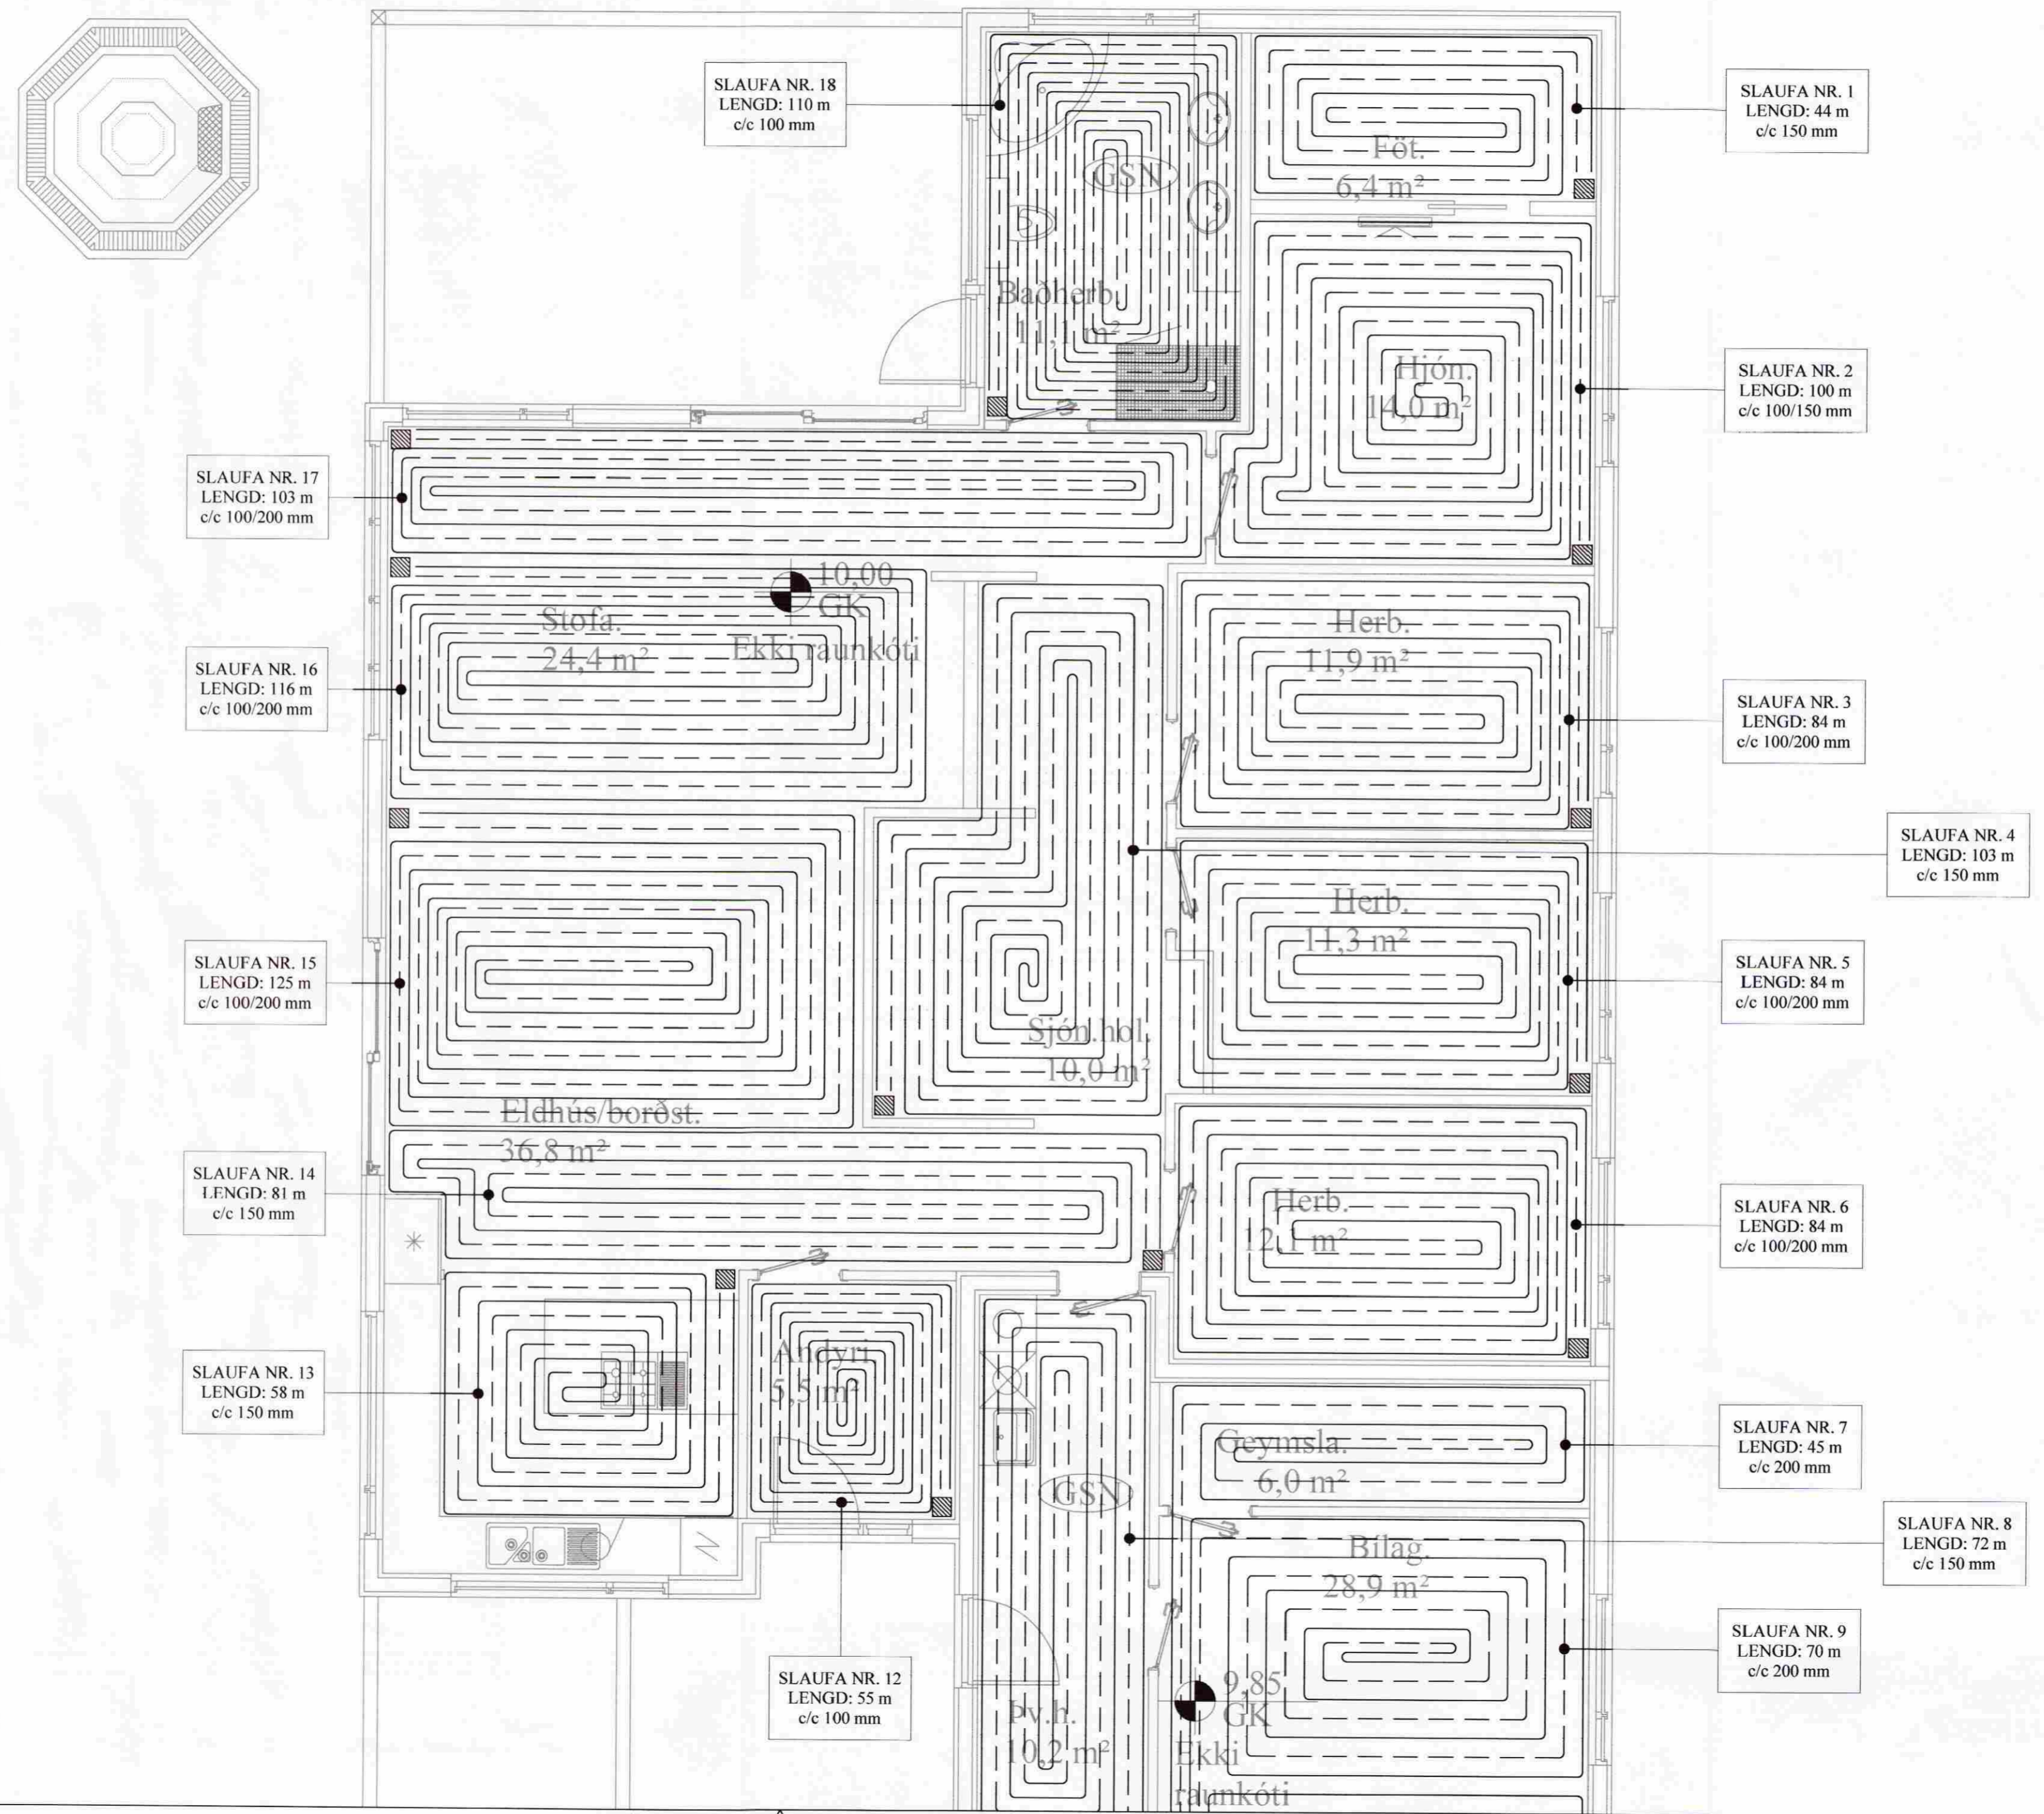 SLAUFA NR. 18
LENGD: 110 m
c/c 100 mm
SLAUFA NR. 1
LENGD: 44 m
c/c 150 mm
Föt.
6,4 m²
GSN
Baðherb.
11,1 m²
Hjón.
14,0 m²
SLAUFA NR. 2
LENGD: 100 m
c/c 100/150 mm
SLAUFA NR. 17
LENGD: 103 m
c/c 100/200 mm
10,00
GK
Ekki raunkóti
Stofa.
24,4 m²
Herb.
11,9 m²
SLAUFA NR. 16
LENGD: 116 m
c/c 100/200 mm
SLAUFA NR. 3
LENGD: 84 m
c/c 100/200 mm
SLAUFA NR. 4
LENGD: 103 m
c/c 150 mm
Herb.
11,3 m²
SLAUFA NR. 15
LENGD: 125 m
c/c 100/200 mm
SLAUFA NR. 5
LENGD: 84 m
c/c 100/200 mm
Sjón.hol.
10,0 m²
Eldhús/borðst.
36,8 m²
SLAUFA NR. 14
LENGD: 81 m
c/c 150 mm
Herb.
12,1 m²
SLAUFA NR. 6
LENGD: 84 m
c/c 100/200 mm
SLAUFA NR. 13
LENGD: 58 m
c/c 150 mm
Andyri.
5,5 m²
Geymsla.
6,0 m²
SLAUFA NR. 7
LENGD: 45 m
c/c 200 mm
GSN
SLAUFA NR. 8
LENGD: 72 m
c/c 150 mm
Bílag.
28,9 m²
SLAUFA NR. 9
LENGD: 70 m
c/c 200 mm
SLAUFA NR. 12
LENGD: 55 m
c/c 100 mm
Þv.h.
10,2 m²
9,85
GK
Ekki
raunkóti